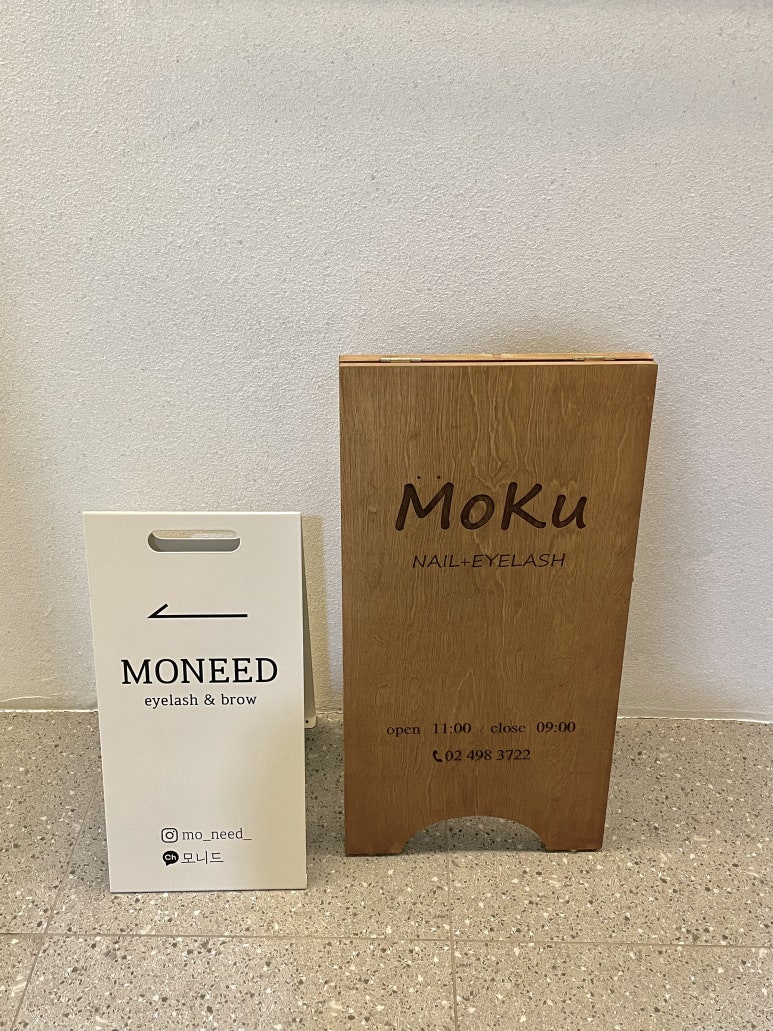 MONEED
eyelash & brow
mo_need_
Ch 모니드
MoKu
NAIL+EYELASH
open 11:00 / close 09:00
02 498 3722